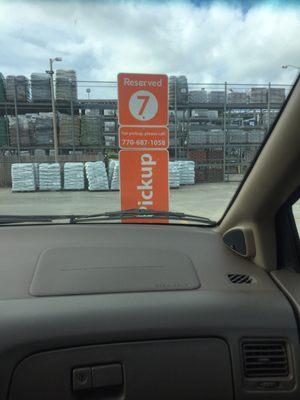 Reserved
7
For pickup, please call
770-687-1058
Pickup